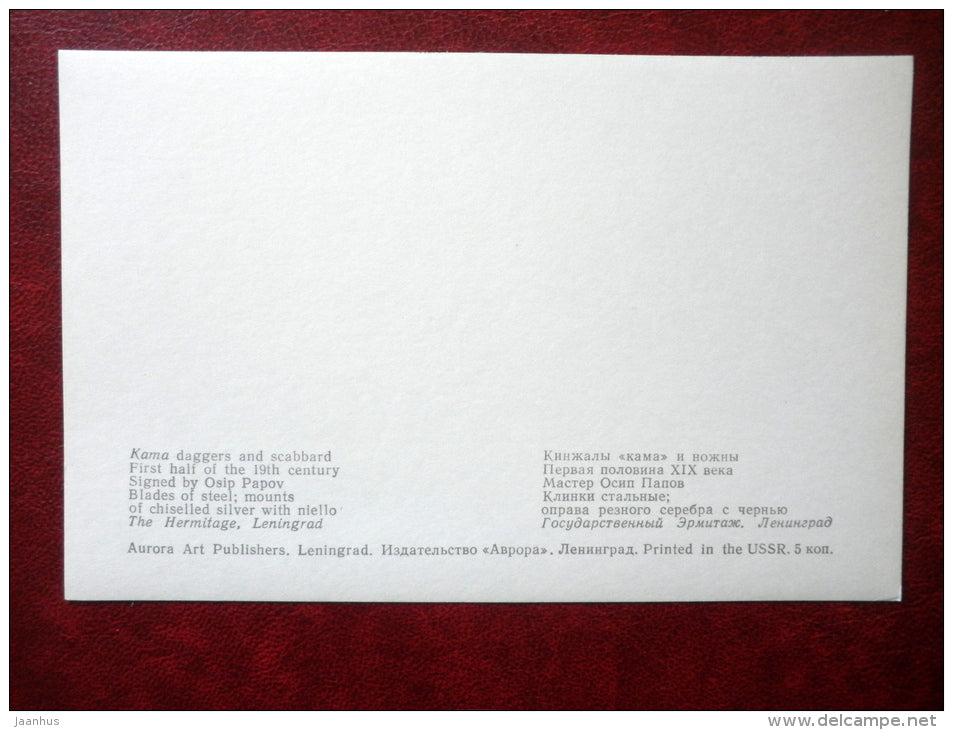 Kama daggers and scabbard
First half of the 19th century
Signed by Osip Papov
Blades of steel; mounts
of chiselled silver with niello
The Hermitage, Leningrad
Кинжалы «кама» и ножны
Первая половина XIX века
Мастер Осип Папов
Клинки стальные;
оправа резного серебра с чернью
Государственный Эрмитаж. Ленинград
Aurora Art Publishers. Leningrad. Издательство «Аврора». Ленинград. Printed in the USSR. 5 коп.
jaanhus
www.delcampe.net